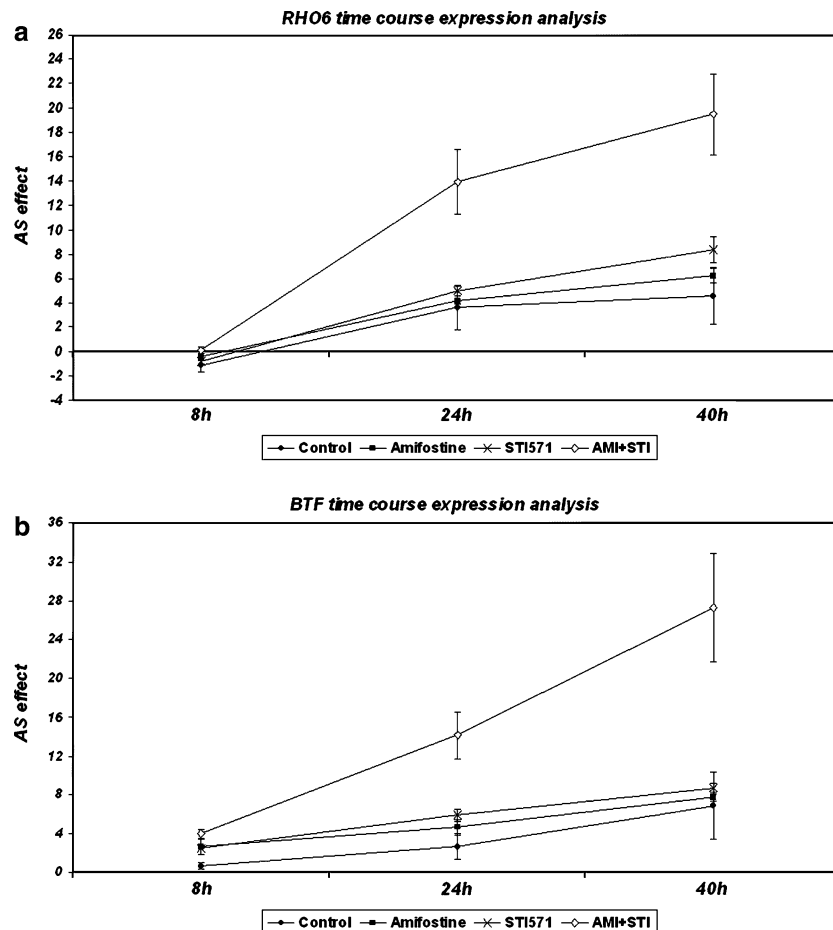 a
RHO6 time course expression analysis
26
24
22
20
18
16
14
12
10
8
6
4
2
0
-2
-4
AS effect
8h 24h 40h
Control Amifostine STI571 AMI+STI
b
BTF time course expression analysis
36
32
28
24
20
16
12
8
4
0
AS effect
8h 24h 40h
Control Amifostine STI571 AMI+STI